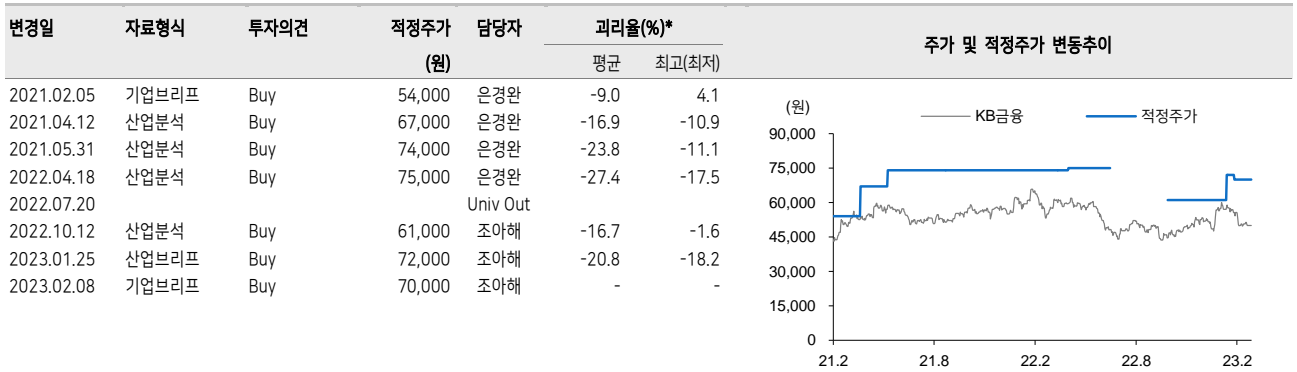 변경일 자료형식 투자의견 적정주가 담당자 괴리율(%)* 주가 및 적정주가 변동추이
(원) 평균 최고(최저)
2021.02.05 기업브리프 Buy 54,000 은경완 -9.0 4.1
2021.04.12 산업분석 Buy 67,000 은경완 -16.9 -10.9
2021.05.31 산업분석 Buy 74,000 은경완 -23.8 -11.1
2022.04.18 산업분석 Buy 75,000 은경완 -27.4 -17.5
2022.07.20 Univ Out
2022.10.12 산업분석 Buy 61,000 조아해 -16.7 -1.6
2023.01.25 산업브리프 Buy 72,000 조아해 -20.8 -18.2
2023.02.08 기업브리프 Buy 70,000 조아해 - -
(원)
KB금융 적정주가
90,000
75,000
60,000
45,000
30,000
15,000
0
21.2 21.8 22.2 22.8 23.2